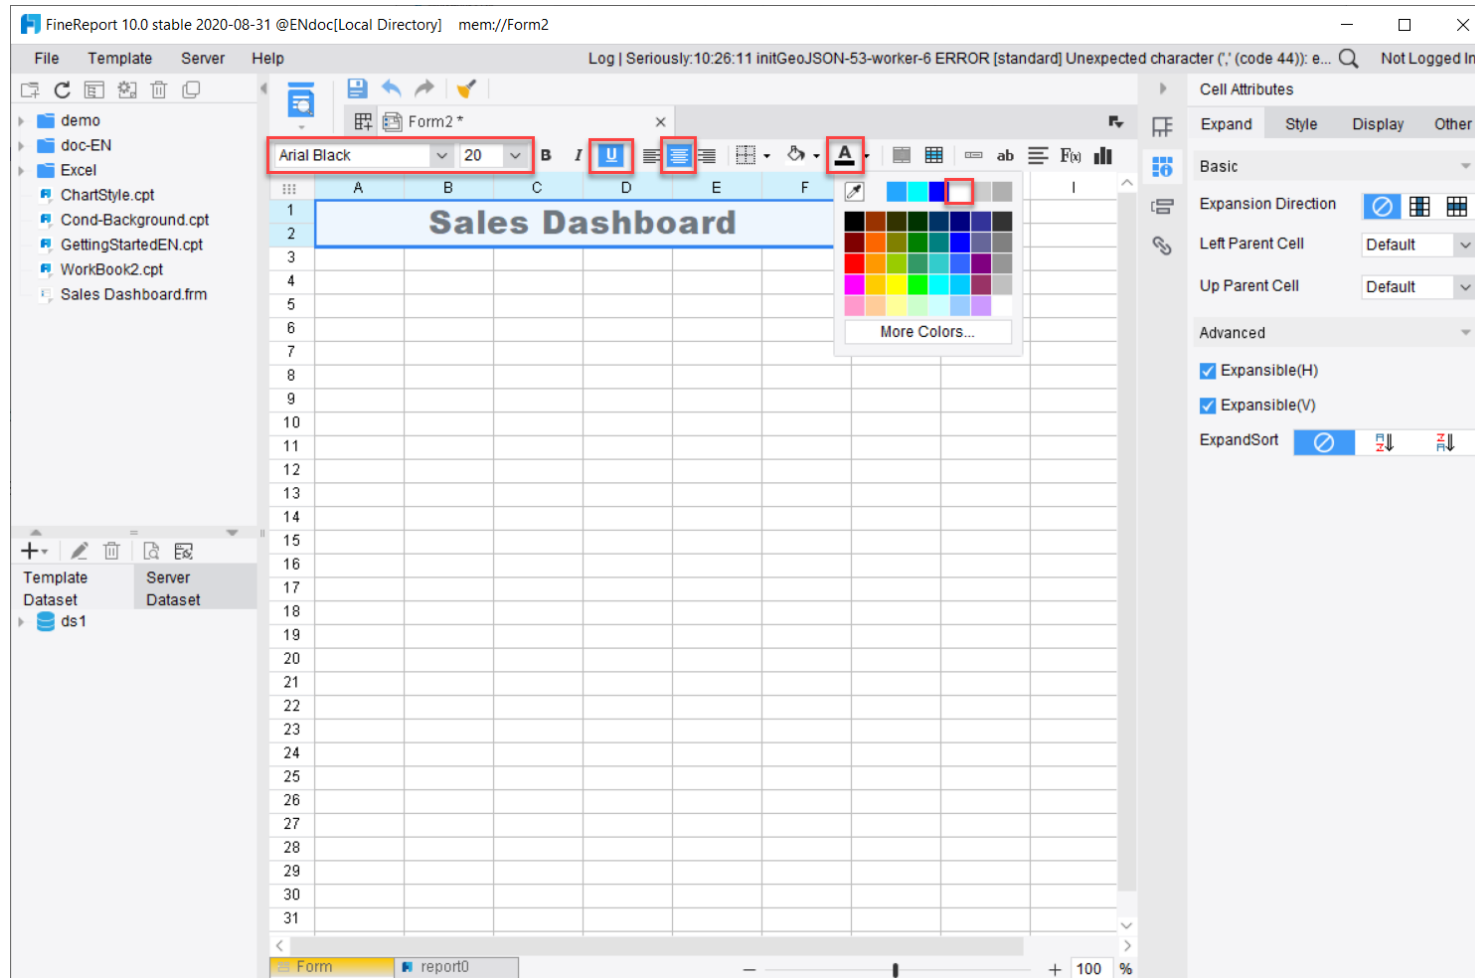 FineReport 10.0 stable 2020-08-31 @ENdoc[Local Directory] mem://Form2
File Template Server Help Log | Seriously:10:26:11 initGeoJSON-53-worker-6 ERROR [standard] Unexpected character (',' (code 44)): e... Not Logged In
Cell Attributes
demo
doc-EN
Excel
ChartStyle.cpt
Cond-Background.cpt
GettingStartedEN.cpt
WorkBook2.cpt
Sales Dashboard.frm
Form2 *
Arial Black 20 B I U A ab F(x)
A B C D E F I
1
2
3
4
5
6
7
8
9
10
11
12
13
14
15
16
17
18
19
20
21
22
23
24
25
26
27
28
29
30
31
Sales Dashboard
More Colors...
Expand Style Display Other
Basic
Expansion Direction
Left Parent Cell Default
Up Parent Cell Default
Advanced
Expansible(H)
Expansible(V)
ExpandSort
Template Dataset
Server Dataset
ds1
Form report0
100 %